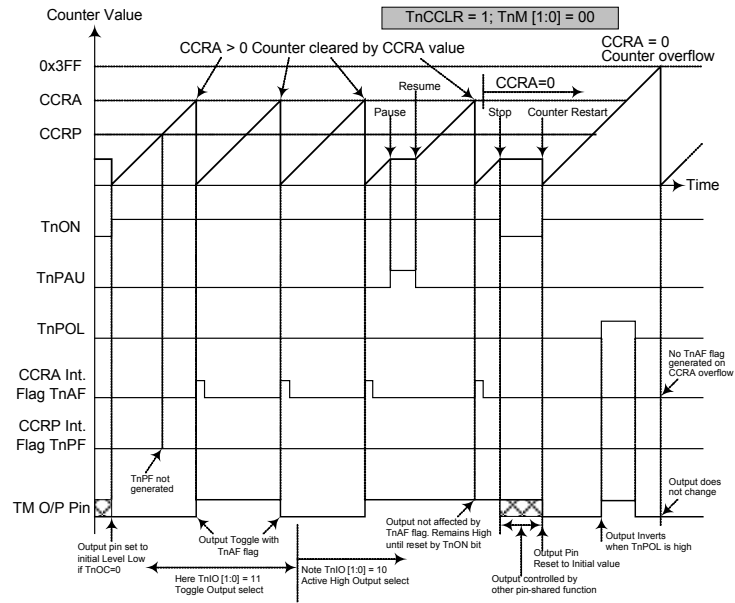 Counter Value
TnCCLR = 1; TnM [1:0] = 00
CCRA > 0 Counter cleared by CCRA value
CCRA = 0
Counter overflow
0x3FF
CCRA
CCRP
Resume
CCRA=0
Pause
Stop
Counter Restart
Time
TnON
TnPAU
TnPOL
CCRA Int.
Flag TnAF
No TnAF flag
generated on
CCRA overflow
CCRP Int.
Flag TnPF
TnPF not
generated
TM O/P Pin
Output does
not change
Output pin set to
initial Level Low
if TnOC=0
Output Toggle with
TnAF flag
Output not affected by
TnAF flag. Remains High
until reset by TnON bit
Output Pin
Reset to Initial value
Output Inverts
when TnPOL is high
Here TnIO [1:0] = 11
Toggle Output select
Note TnIO [1:0] = 10
Active High Output select
Output controlled by
other pin-shared function